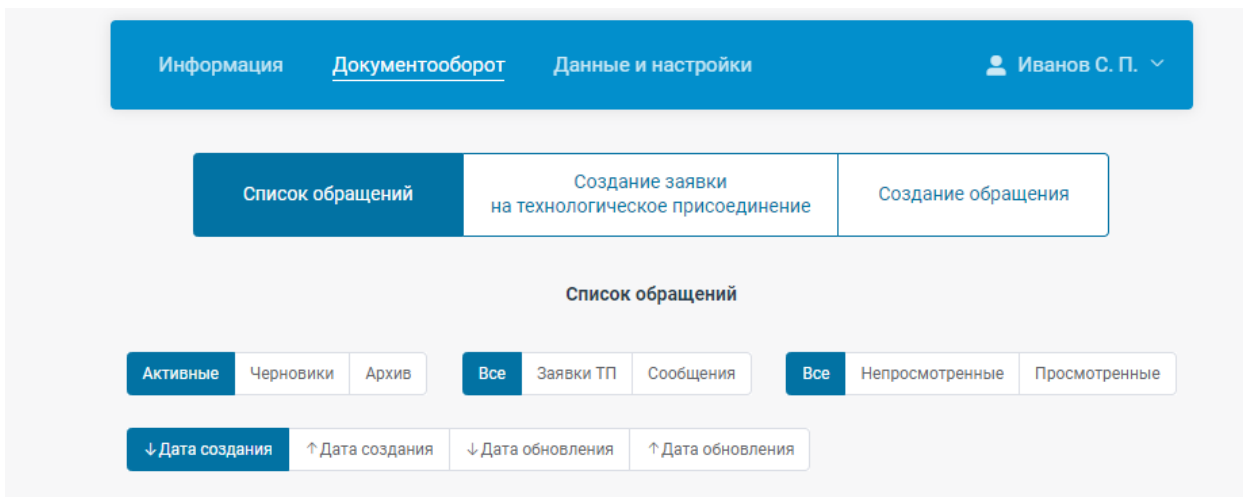 Информация Документооборот Данные и настройки Иванов С. П.
Список обращений
Создание заявки
на технологическое присоединение
Создание обращения
Список обращений
Активные Черновики Архив Все Заявки ТП Сообщения Все Непросмотренные Просмотренные
↓Дата создания ↑Дата создания ↓Дата обновления ↑Дата обновления